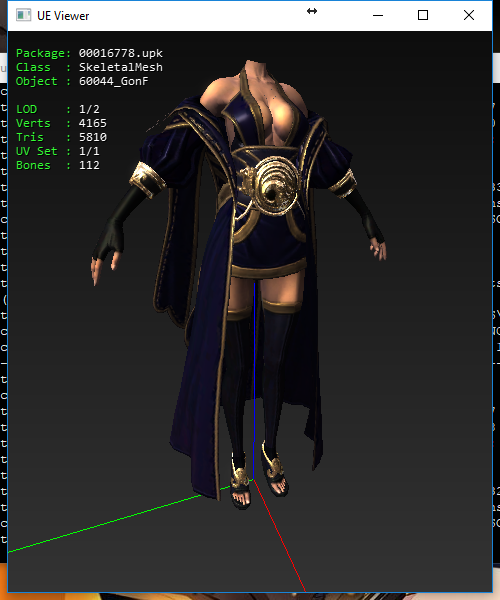 UE Viewer
Package: 00016778.upk
Class : SkeletalMesh
Object : 60044_GonF
LOD : 1/2
Verts : 4165
Tris : 5810
UV Set : 1/1
Bones : 112